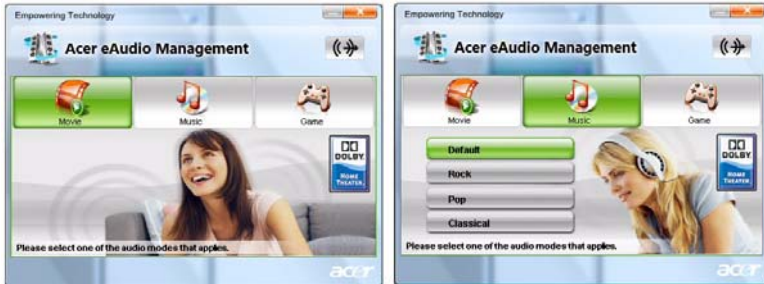 Empowering Technology
Acer eAudio Management
Movie
Music
Game
DOLBY
HOME THEATER
Please select one of the audio modes that applies.
acer
Empowering Technology
Acer eAudio Management
Movie
Music
Game
Default
Rock
Pop
Classical
DOLBY
HOME THEATER
Please select one of the audio modes that applies.
acer